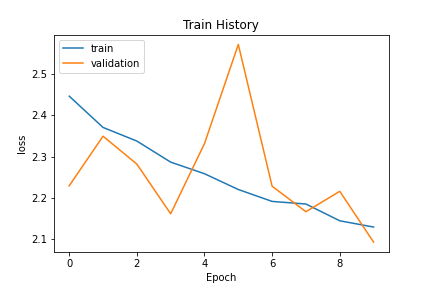 Train History
train
validation
loss
2.5
2.4
2.3
2.2
2.1
0 2 4 6 8
Epoch